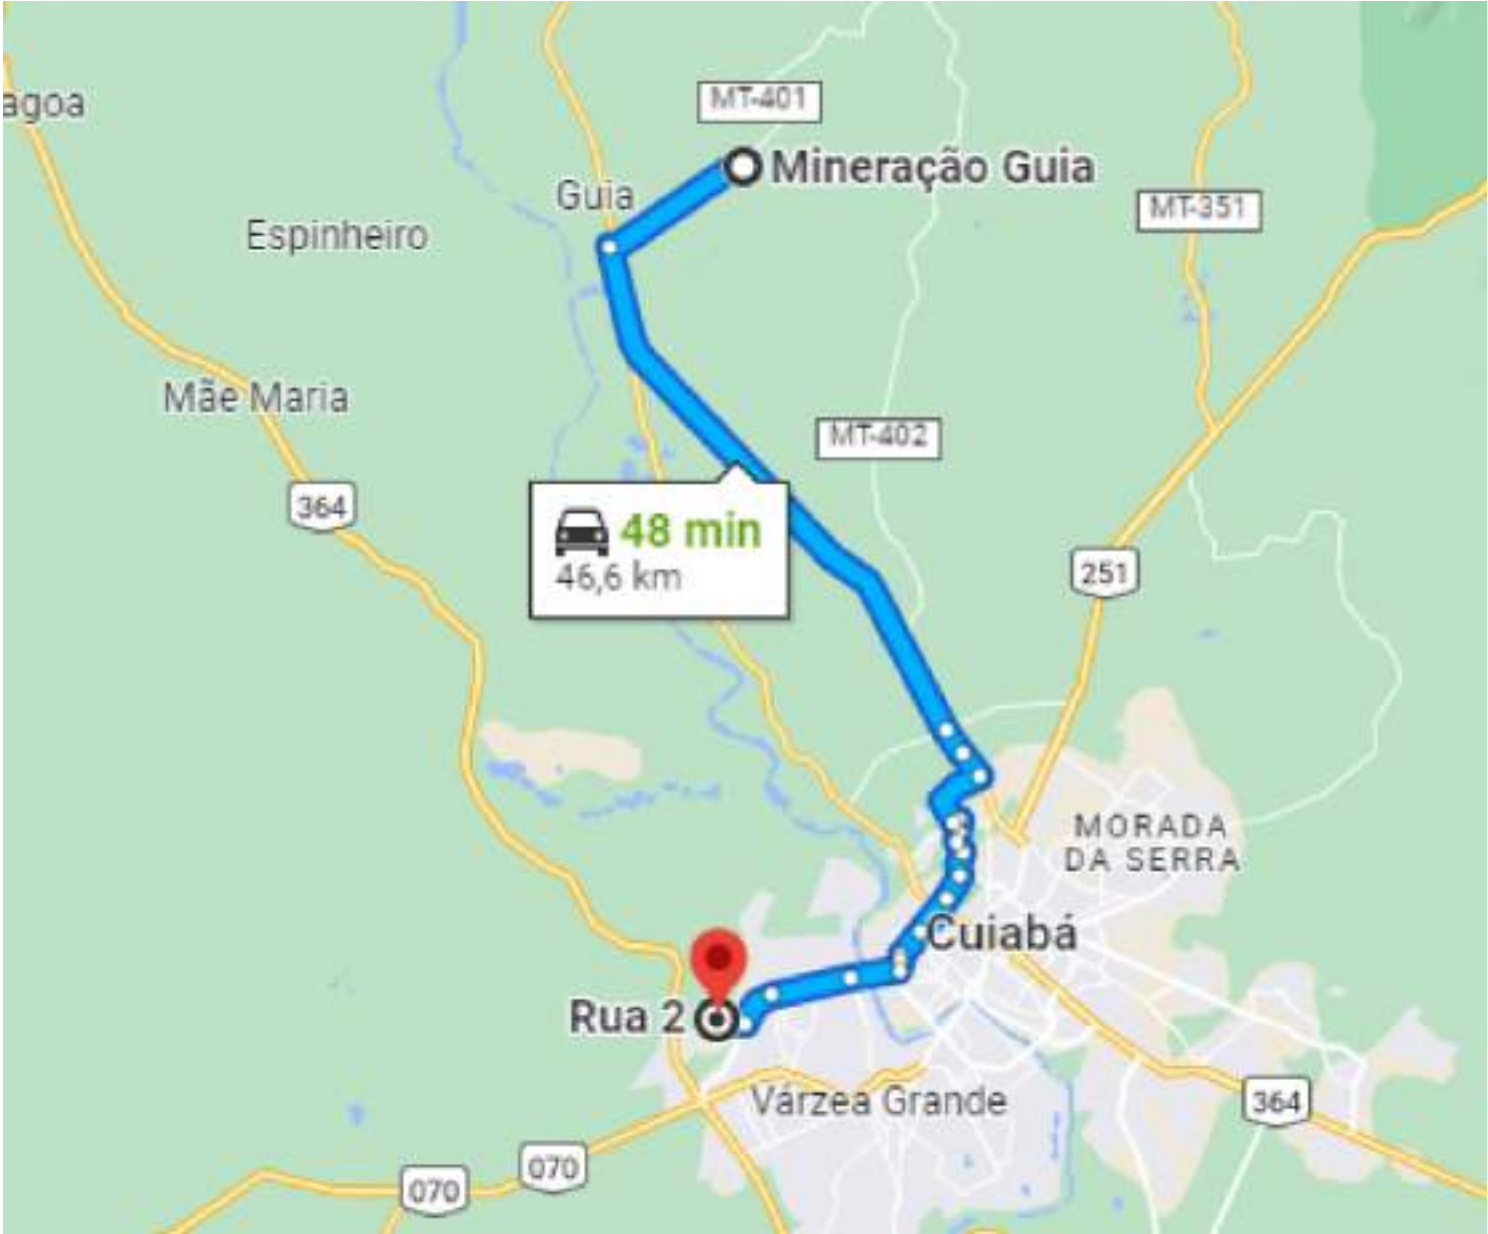 MT-401
agoa
Mineração Guia
Guia
MT-351
Espinheiro
Mãe Maria
MT-402
364
48 min
46,6 km
251
MORADA
DA SERRA
Cuiabá
Rua 2
Várzea Grande
364
070
070